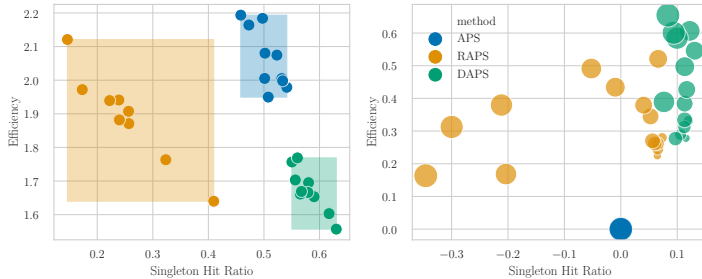 2.2
2.1
2.0
1.9
1.8
1.7
1.6
Efficiency
0.2 0.3 0.4 0.5 0.6
Singleton Hit Ratio
method
APS
RAPS
DAPS
0.6
0.5
0.4
0.3
0.2
0.1
0.0
Efficiency
−0.3 −0.2 −0.1 0.0 0.1
Singleton Hit Ratio